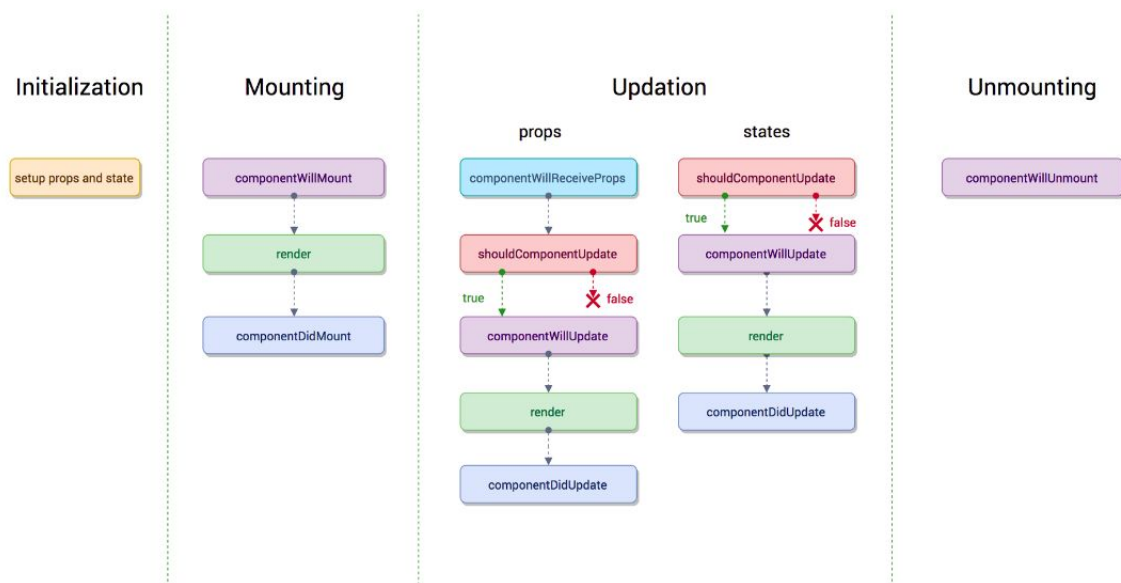 Initialization
setup props and state
Mounting
componentWillMount
render
componentDidMount
Updation
props
componentWillReceiveProps
shouldComponentUpdate
true
false
componentWillUpdate
render
componentDidUpdate
states
shouldComponentUpdate
true
false
componentWillUpdate
render
componentDidUpdate
Unmounting
componentWillUnmount